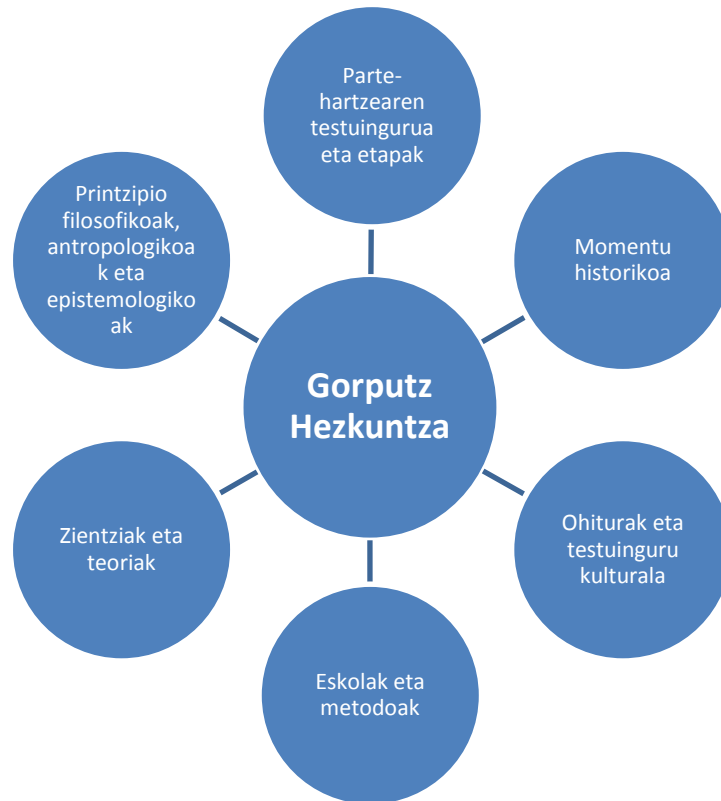 Parte-
hartzearen
testuingurua
eta etapak
Printzipio
filosofikoak,
antropologikoa
k eta
epistemologiko
ak
Momentu
historikoa
Gorputz
Hezkuntza
Zientziak eta
teoriak
Ohiturak eta
testuinguru
kulturala
Eskolak eta
metodoak